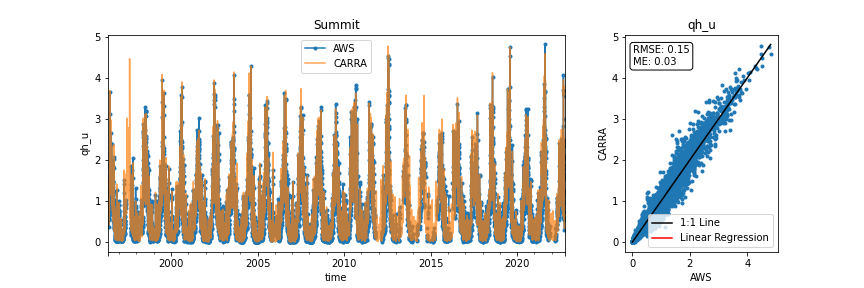 Summit
qh_u
5
4
3
2
1
0
AWS
CARRA
2000
2005
2010
2015
2020
time
qh_u
5
4
3
2
1
0
RMSE: 0.15
ME: 0.03
CARRA
1:1 Line
Linear Regression
0
2
4
AWS